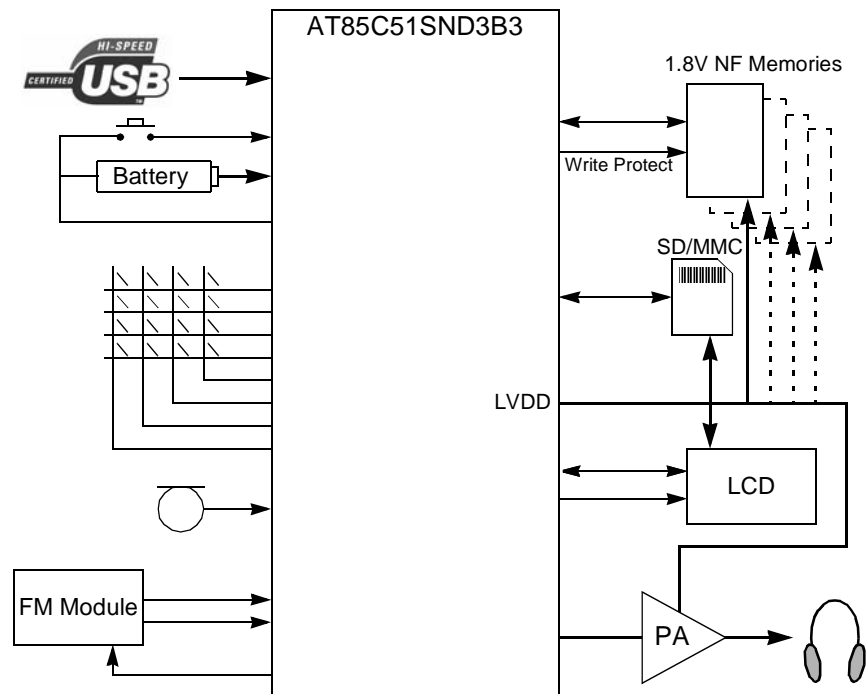 AT85C51SND3B3
HI-SPEED
CERTIFIED
USB
TM
1.8V NF Memories
Battery
Write Protect
SD/MMC
LVDD
LCD
FM Module
PA